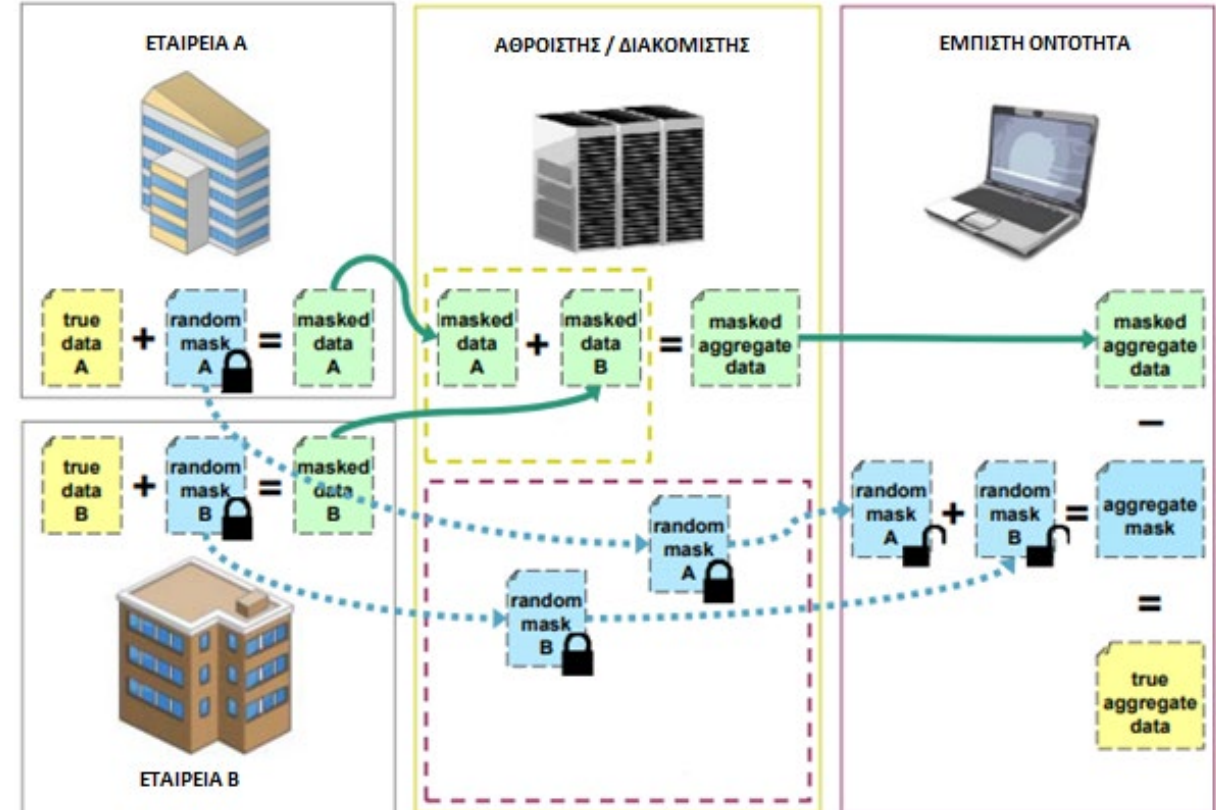 ΕΤΑΙΡΕΙΑ Α
ΑΘΡΟΙΣΤΗΣ / ΔΙΑΚΟΜΙΣΤΗΣ
ΕΜΠΙΣΤΗ ΟΝΤΟΤΗΤΑ
true
data
A
+
random
mask
A
=
masked
data
A
masked
data
A
+
masked
data
B
=
masked
aggregate
data
masked
aggregate
data
–
true
data
B
+
random
mask
B
=
masked
data
B
random
mask
A
random
mask
B
random
mask
A
+
random
mask
B
=
aggregate
mask
=
true
aggregate
data
ΕΤΑΙΡΕΙΑ Β